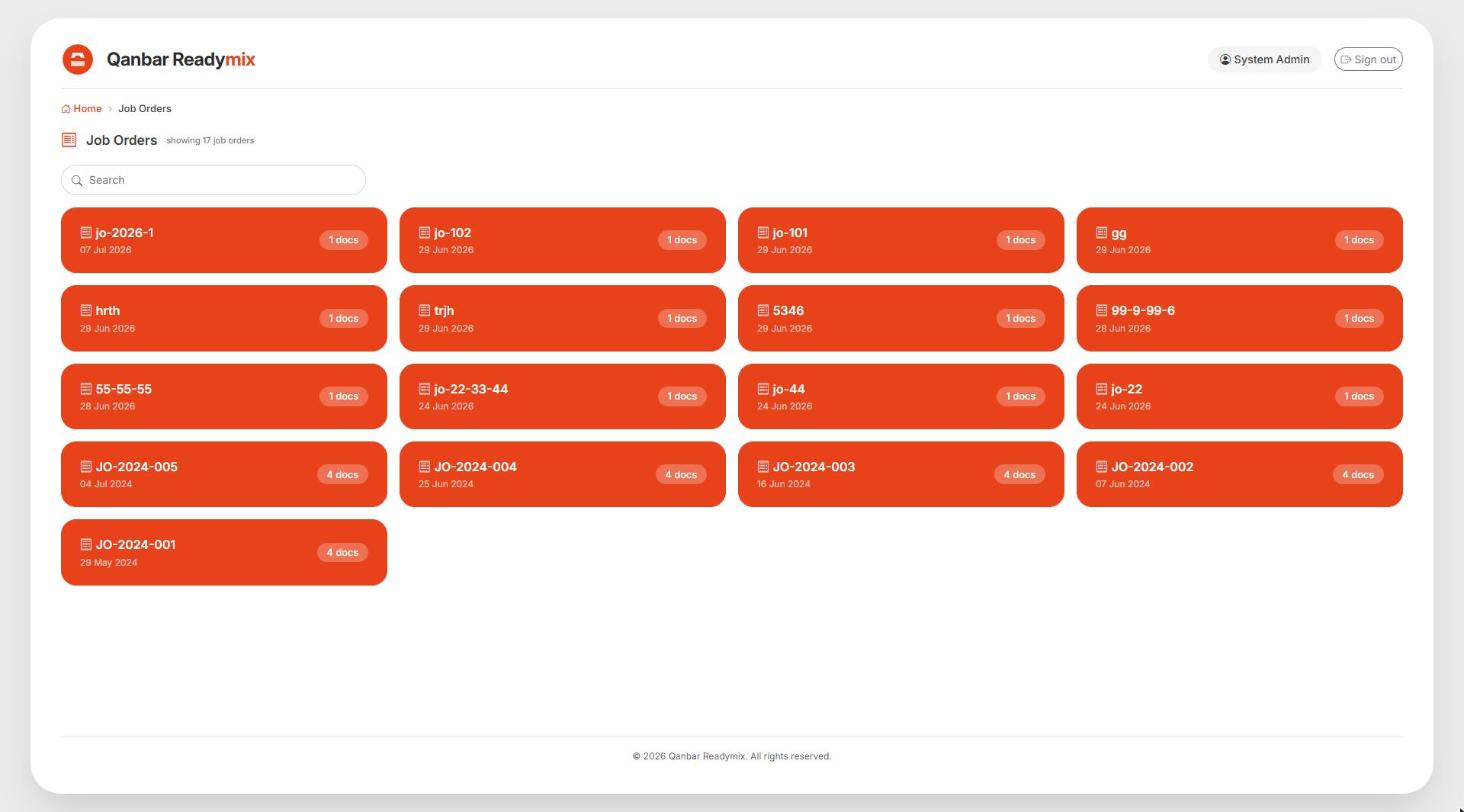 Qanbar Readymix
System Admin
Sign out
Home › Job Orders
Job Orders showing 17 job orders
Search
jo-2026-1
07 Jul 2026
1 docs
jo-102
29 Jun 2026
1 docs
jo-101
29 Jun 2026
1 docs
gg
29 Jun 2026
1 docs
hrth
29 Jun 2026
1 docs
trjh
29 Jun 2026
1 docs
5346
29 Jun 2026
1 docs
99-9-99-6
28 Jun 2026
1 docs
55-55-55
28 Jun 2026
1 docs
jo-22-33-44
24 Jun 2026
1 docs
jo-44
24 Jun 2026
1 docs
jo-22
24 Jun 2026
1 docs
JO-2024-005
04 Jul 2024
4 docs
JO-2024-004
25 Jun 2024
4 docs
JO-2024-003
16 Jun 2024
4 docs
JO-2024-002
07 Jun 2024
4 docs
JO-2024-001
29 May 2024
4 docs
© 2026 Qanbar Readymix. All rights reserved.